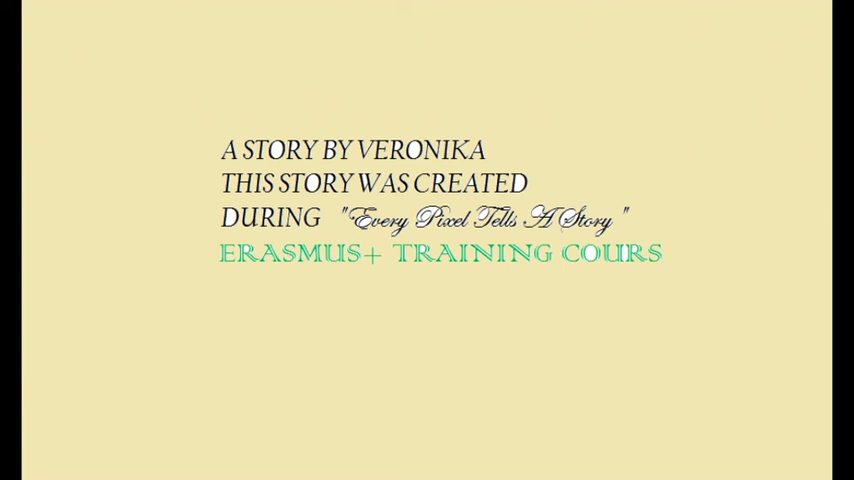 A STORY BY VERONIKA
THIS STORY WAS CREATED
DURING "Every Pixel Tells A Story"
ERASMUS+ TRAINING COURS